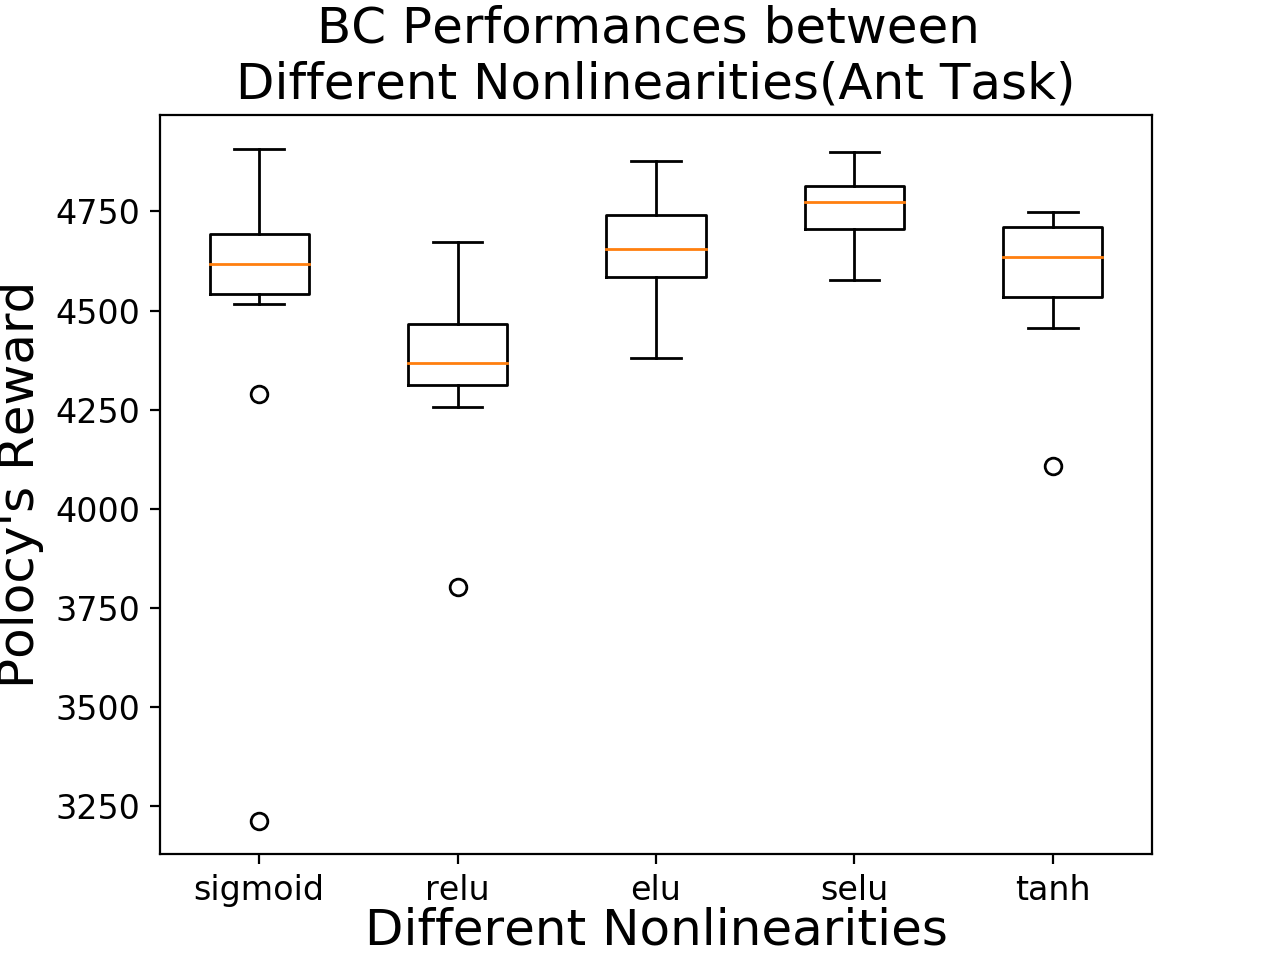 BC Performances between
Different Nonlinearities(Ant Task)
Polocy's Reward
4750
4500
4250
4000
3750
3500
3250
sigmoid relu elu selu tanh
Different Nonlinearities